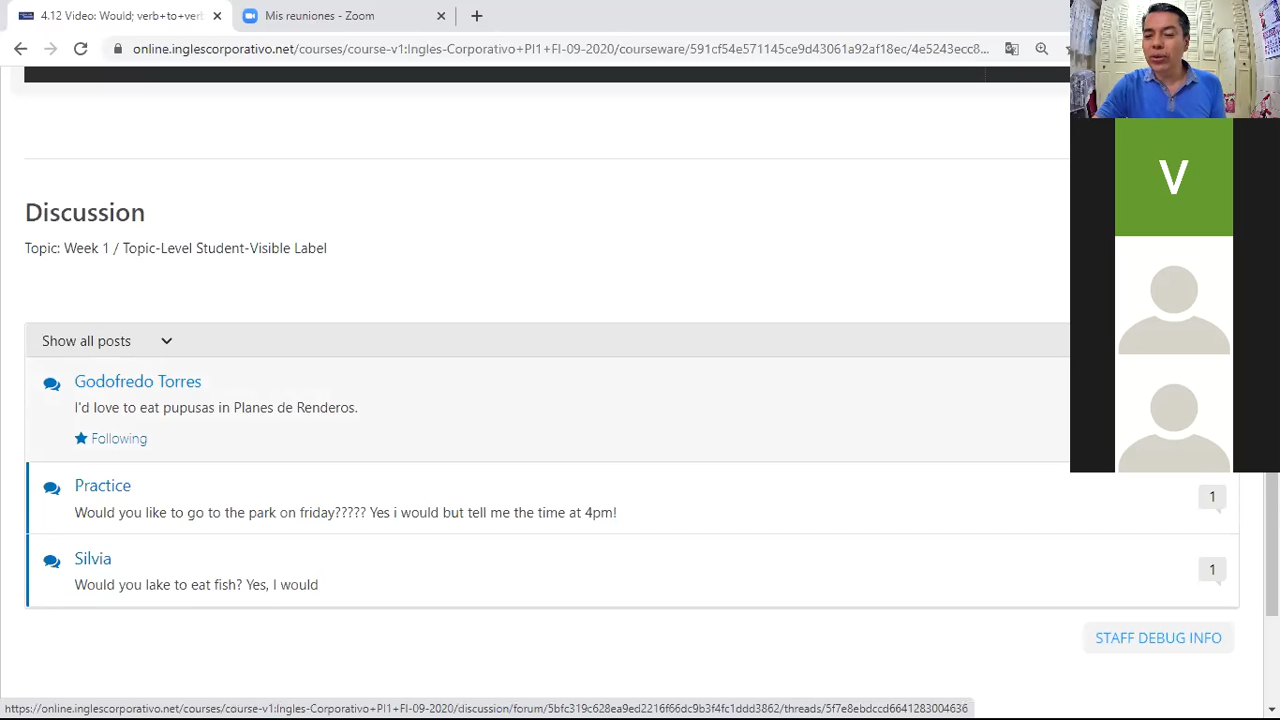 4.12 Video: Would; verb+to+verb
Mis reuniones - Zoom
online.inglescorporativo.net/courses/course-v1:Ingles-Corporativo+PI1+FI-09-2020/courseware/591cf54e571145ce9d43061a92af18e1/4e5243ecc8...
Discussion
Topic: Week 1 / Topic-Level Student-Visible Label
Show all posts
Godofredo Torres
I'd love to eat pupusas in Planes de Renderos.
Following
Practice
Would you like to go to the park on friday????? Yes i would but tell me the time at 4pm!
1
Silvia
Would you lake to eat fish? Yes, I would
1
STAFF DEBUG INFO
https://online.inglescorporativo.net/courses/course-v1:Ingles-Corporativo+PI1+FI-09-2020/discussion/forum/5bfc319c628ea9ed2216f66dc9b3f4fc1ddd3862/threads/5f7e8ebdccd6641283004636
V